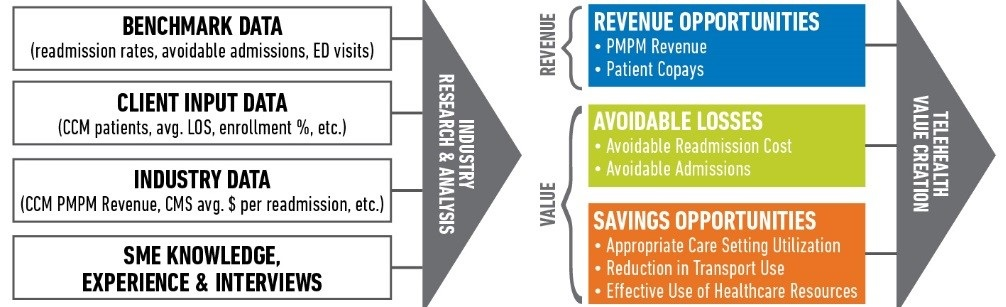 BENCHMARK DATA
(readmission rates, avoidable admissions, ED visits)
CLIENT INPUT DATA
(CCM patients, avg. LOS, enrollment %, etc.)
INDUSTRY DATA
(CCM PMPM Revenue, CMS avg. $ per readmission, etc.)
SME KNOWLEDGE,
EXPERIENCE & INTERVIEWS
INDUSTRY
RESEARCH & ANALYSIS
REVENUE
REVENUE OPPORTUNITIES
• PMPM Revenue
• Patient Copays
VALUE
AVOIDABLE LOSSES
• Avoidable Readmission Cost
• Avoidable Admissions
SAVINGS OPPORTUNITIES
• Appropriate Care Setting Utilization
• Reduction in Transport Use
• Effective Use of Healthcare Resources
TELEHEALTH
VALUE CREATION